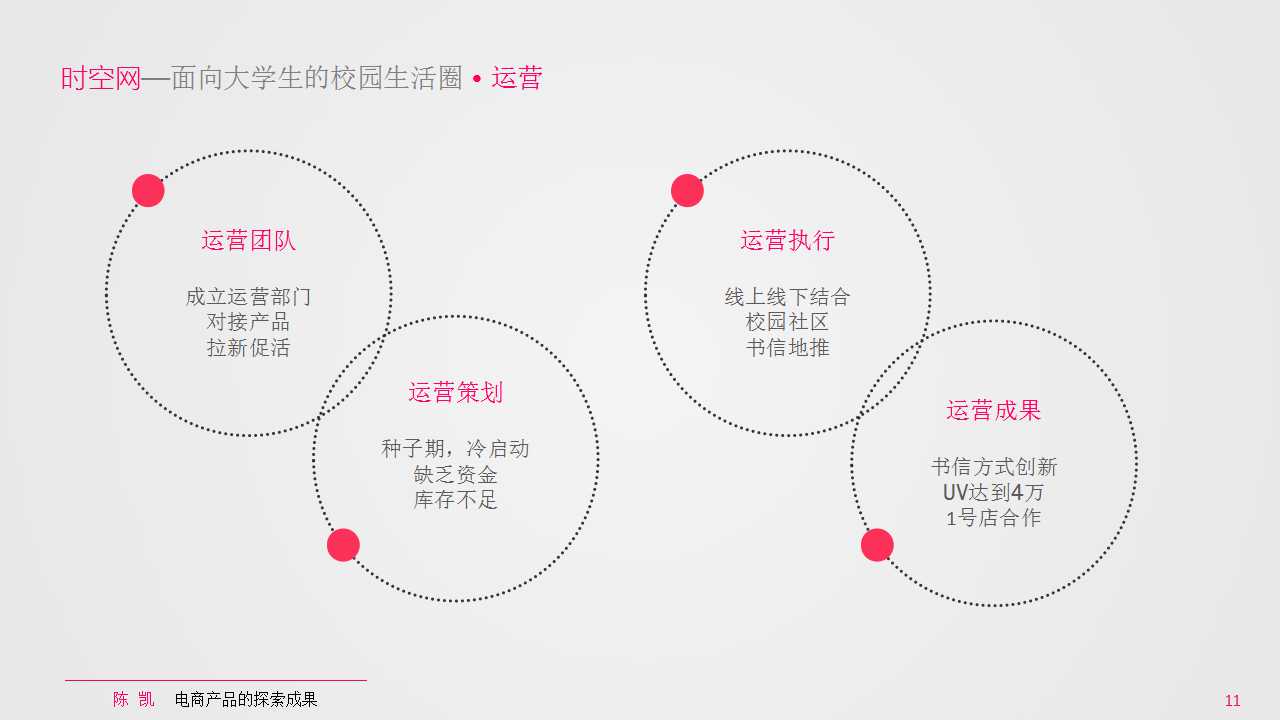 时空网—面向大学生的校园生活圈•运营
运营团队
成立运营部门
对接产品
拉新促活
运营策划
种子期，冷启动
缺乏资金
库存不足
运营执行
线上线下结合
校园社区
书信地推
运营成果
书信方式创新
UV达到4万
1号店合作
陈 凯 电商产品的探索成果
11